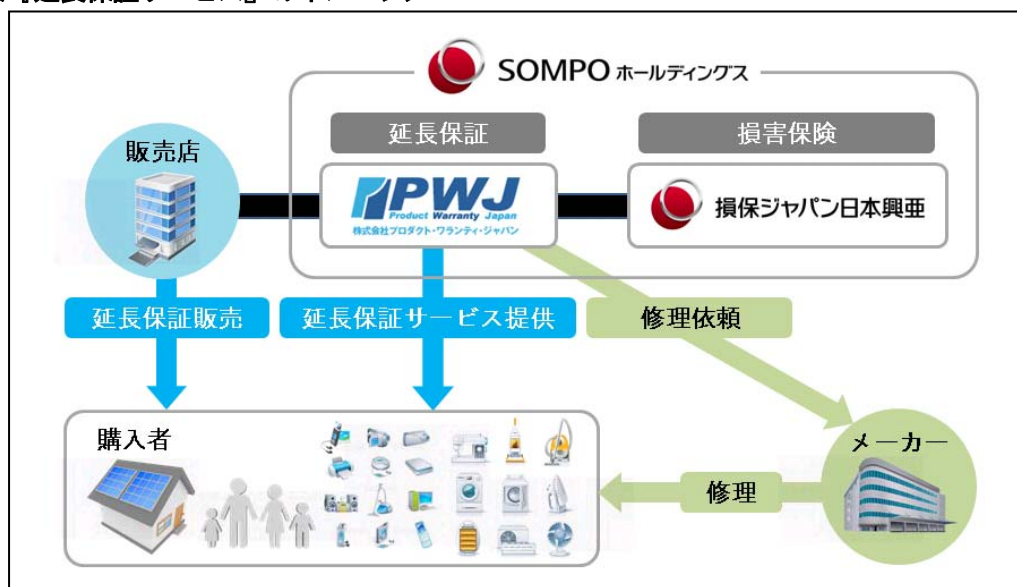 SOMPO ホールディングス
延長保証
損害保険
販売店
PWJ
Product Warranty Japan
株式会社プロダクト・ワランティ・ジャパン
損保ジャパン日本興亜
延長保証販売
延長保証サービス提供
修理依頼
購入者
メーカー
修理